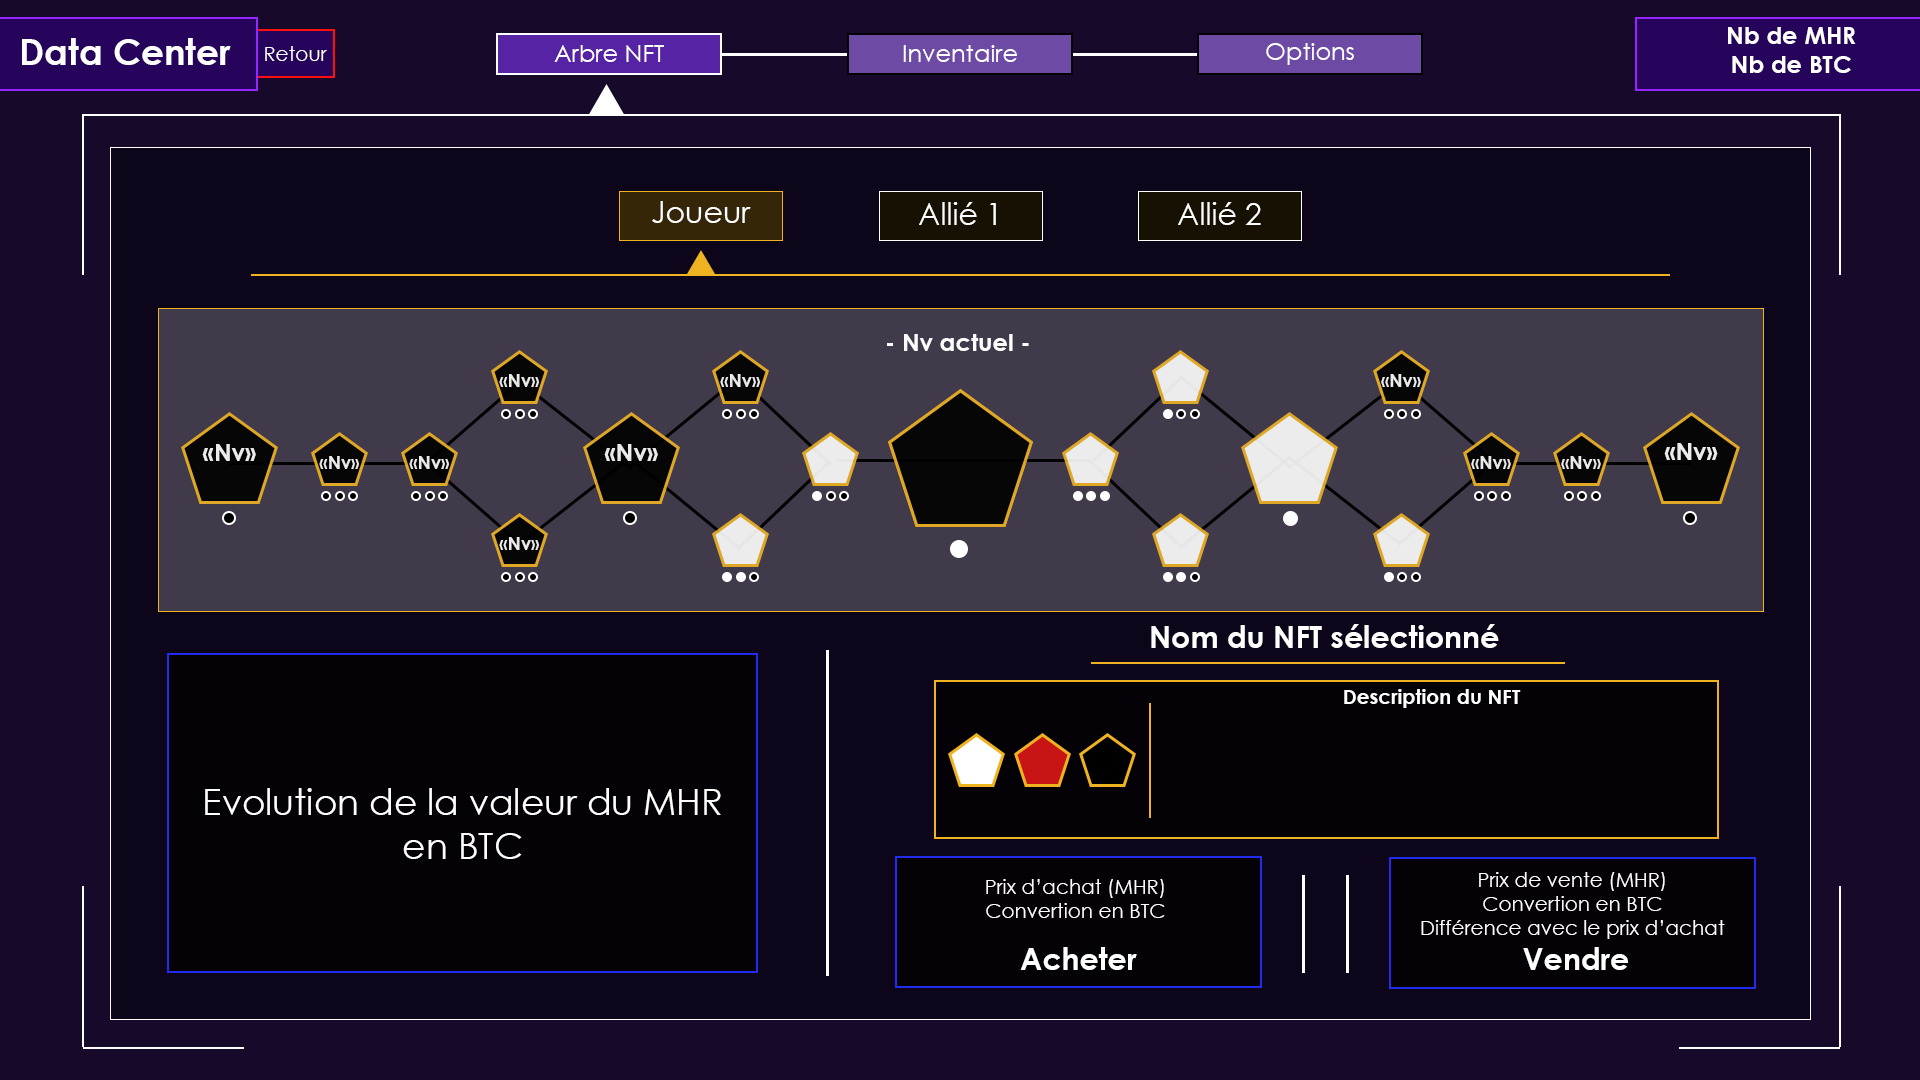 Data Center
Retour
Arbre NFT
Inventaire
Options
Nb de MHR
Nb de BTC
Joueur
Allié 1
Allié 2
- Nv actuel -
«Nv»
«Nv»
«Nv»
«Nv»
«Nv»
«Nv»
«Nv»
«Nv»
«Nv»
«Nv»
«Nv»
Nom du NFT sélectionné
Description du NFT
Evolution de la valeur du MHR
en BTC
Prix d’achat (MHR)
Convertion en BTC
Acheter
Prix de vente (MHR)
Convertion en BTC
Différence avec le prix d’achat
Vendre